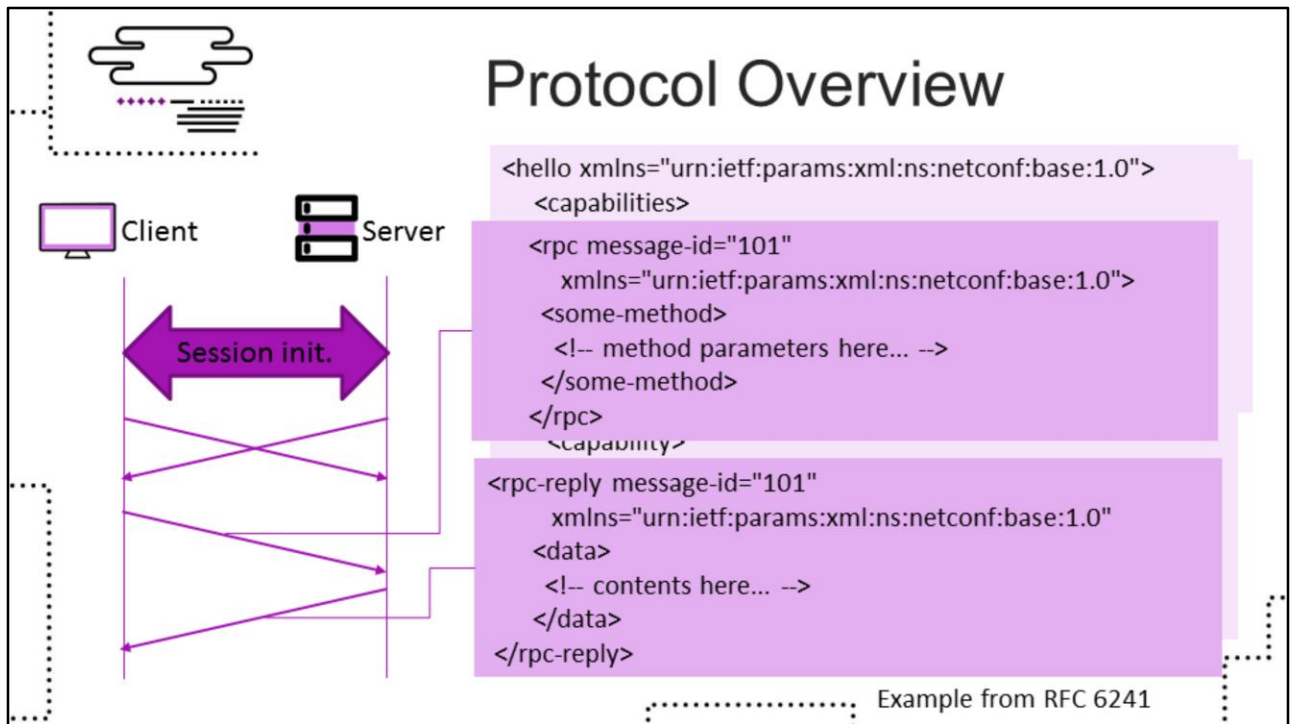 Protocol Overview
Client
Server
Session init.
<hello xmlns="urn:ietf:params:xml:ns:netconf:base:1.0">
<capabilities>
<rpc message-id="101"
xmlns="urn:ietf:params:xml:ns:netconf:base:1.0">
<some-method>
<!-- method parameters here... -->
</some-method>
</rpc>
<capability>
<rpc-reply message-id="101"
xmlns="urn:ietf:params:xml:ns:netconf:base:1.0"
<data>
<!-- contents here... -->
</data>
</rpc-reply>
Example from RFC 6241